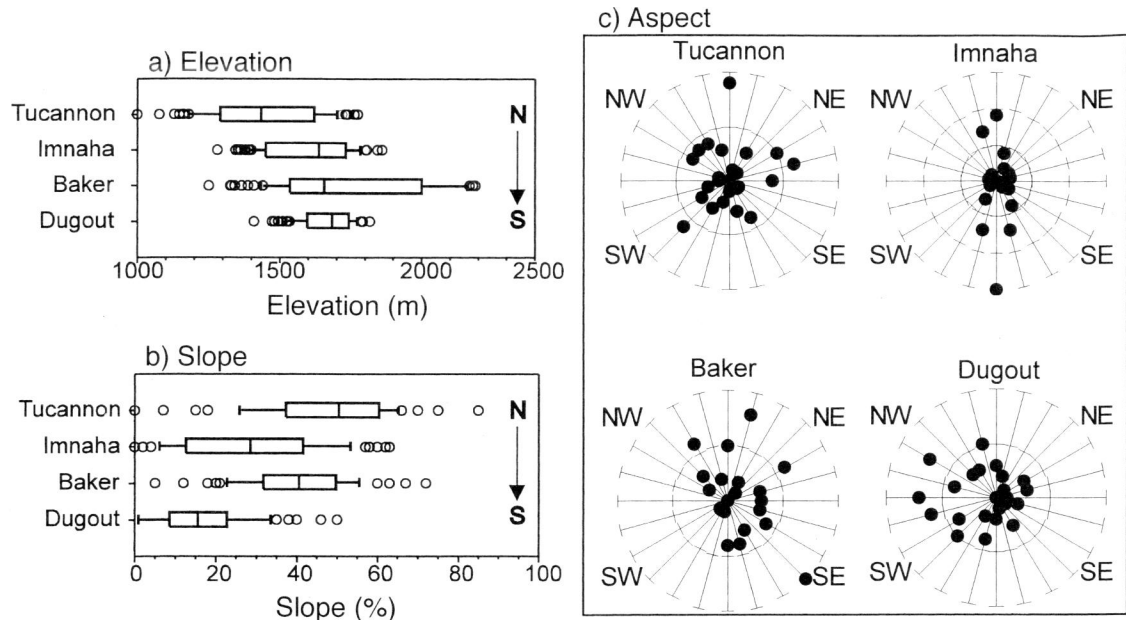 a) Elevation
Tucannon
Imnaha
Baker
Dugout
N
S
1000 1500 2000 2500
Elevation (m)
b) Slope
Tucannon
Imnaha
Baker
Dugout
N
S
0 20 40 60 80 100
Slope (%)
c) Aspect
Tucannon
NW NE
SW SE
Imnaha
NW NE
SW SE
Baker
NW NE
SW SE
Dugout
NW NE
SW SE